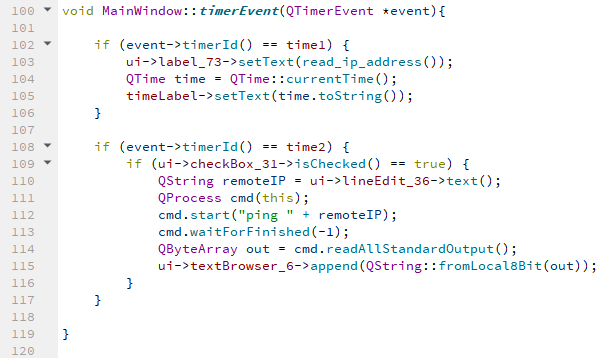 100 void MainWindow::timerEvent(QTimerEvent *event){
101
102     if (event->timerId() == time1) {
103         ui->label_73->setText(read_ip_address());
104         QTime time = QTime::currentTime();
105         timeLabel->setText(time.toString());
106     }
107
108     if (event->timerId() == time2) {
109         if (ui->checkBox_31->isChecked() == true) {
110             QString remoteIP = ui->lineEdit_36->text();
111             QProcess cmd(this);
112             cmd.start("ping " + remoteIP);
113             cmd.waitForFinished(-1);
114             QByteArray out = cmd.readAllStandardOutput();
115             ui->textBrowser_6->append(QString::fromLocal8Bit(out));
116         }
117     }
118
119 }
120